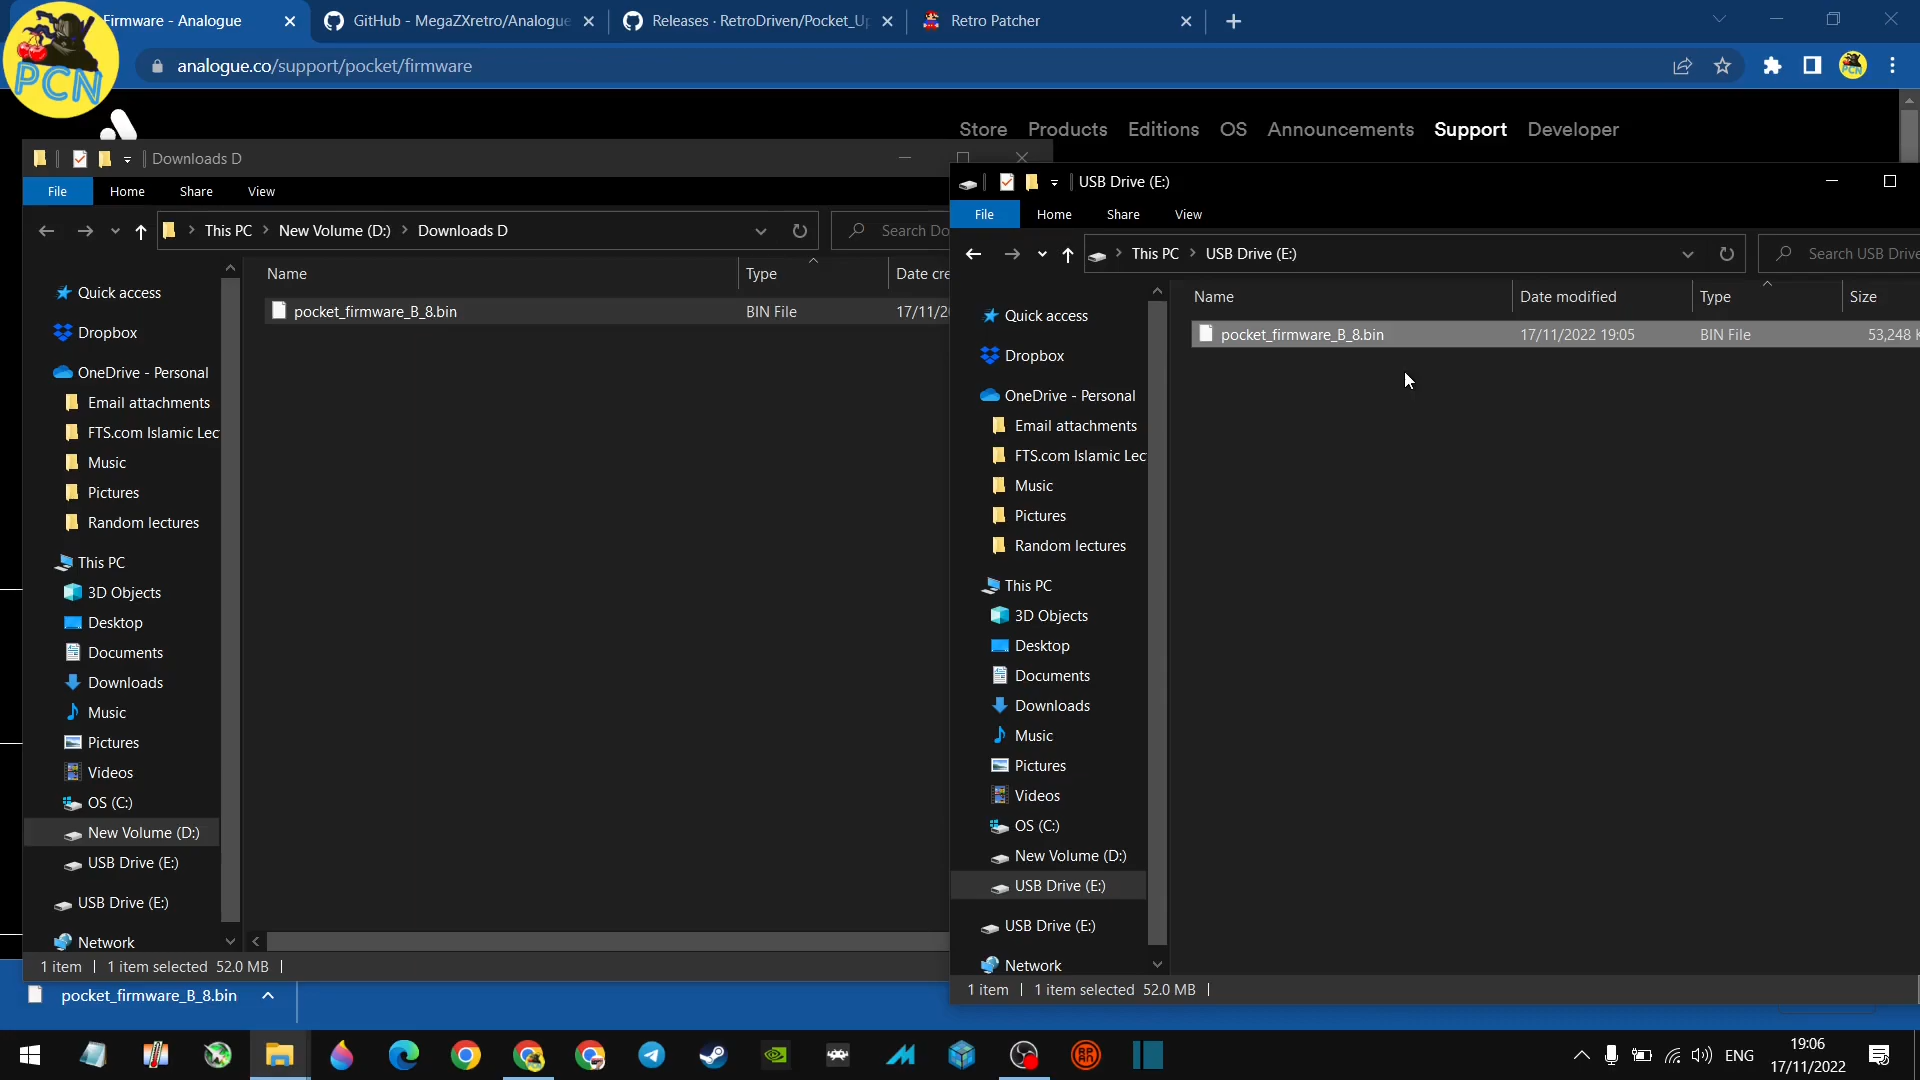 Firmware - Analogue
GitHub - MegaZXretro/Analogue
Releases · RetroDriven/Pocket_U
Retro Patcher
PCN
analogue.co/support/pocket/firmware
Store Products Editions OS Announcements Support Developer
Downloads D
File Home Share View
This PC > New Volume (D:) > Downloads D
Search Do
Name Type Date cre
pocket_firmware_B_8.bin BIN File 17/11/2
Quick access
Dropbox
OneDrive - Personal
Email attachments
FTS.com Islamic Lec
Music
Pictures
Random lectures
This PC
3D Objects
Desktop
Documents
Downloads
Music
Pictures
Videos
OS (C:)
New Volume (D:)
USB Drive (E:)
USB Drive (E:)
Network
1 item | 1 item selected 52.0 MB |
USB Drive (E:)
File Home Share View
This PC > USB Drive (E:)
Search USB Drive
Name Date modified Type Size
pocket_firmware_B_8.bin 17/11/2022 19:05 BIN File 53,248 K
Quick access
Dropbox
OneDrive - Personal
Email attachments
FTS.com Islamic Lec
Music
Pictures
Random lectures
This PC
3D Objects
Desktop
Documents
Downloads
Music
Pictures
Videos
OS (C:)
New Volume (D:)
USB Drive (E:)
USB Drive (E:)
Network
1 item | 1 item selected 52.0 MB |
pocket_firmware_B_8.bin
ENG
19:06
17/11/2022